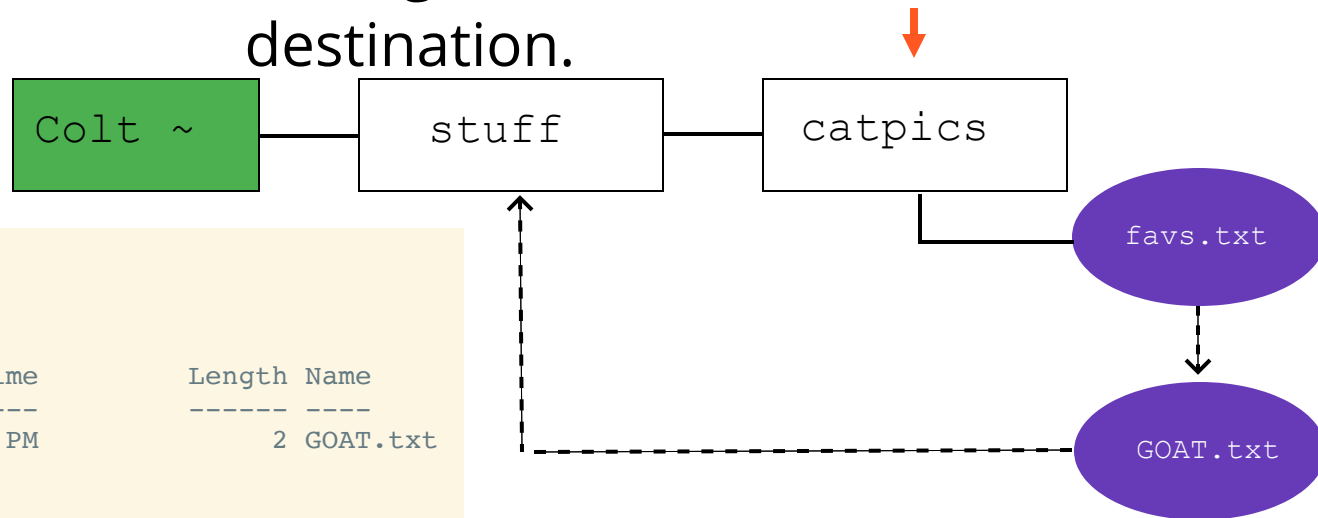 destination.
Colt ~
stuff
catpics
favs.txt
Length Name
------ ----
PM 2 GOAT.txt
GOAT.txt